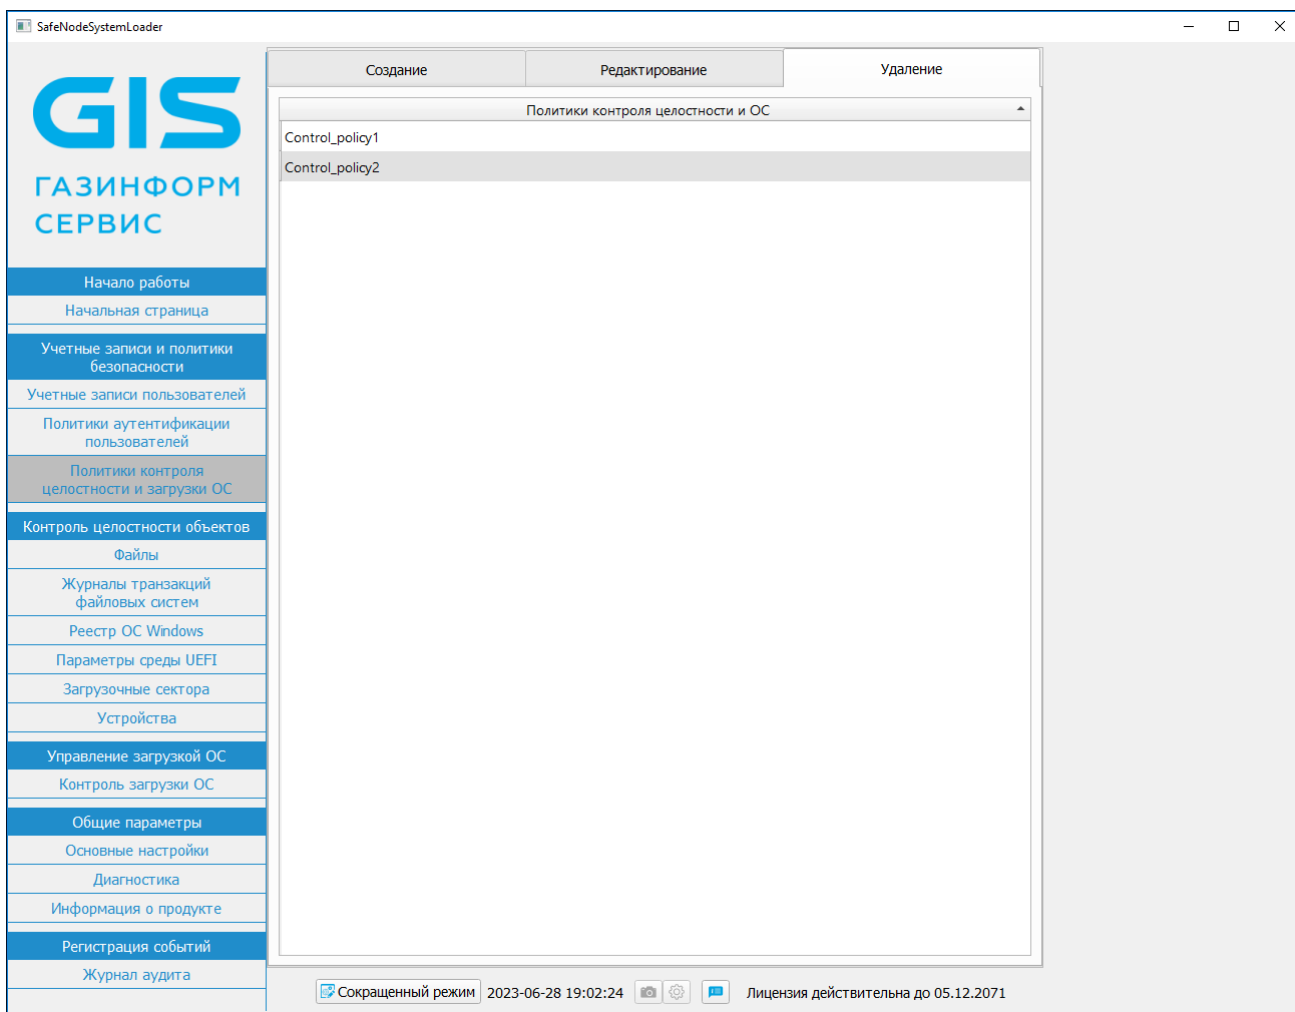 SafeNodeSystemLoader
GIS
ГАЗИНФОРМ
СЕРВИС
Начало работы
Начальная страница
Учетные записи и политики
безопасности
Учетные записи пользователей
Политики аутентификации
пользователей
Политики контроля
целостности и загрузки ОС
Контроль целостности объектов
Файлы
Журналы транзакций
файловых систем
Реестр ОС Windows
Параметры среды UEFI
Загрузочные сектора
Устройства
Управление загрузкой ОС
Контроль загрузки ОС
Общие параметры
Основные настройки
Диагностика
Информация о продукте
Регистрация событий
Журнал аудита
Создание
Редактирование
Удаление
Политики контроля целостности и ОС
Control_policy1
Control_policy2
Сокращенный режим 2023-06-28 19:02:24 Лицензия действительна до 05.12.2071